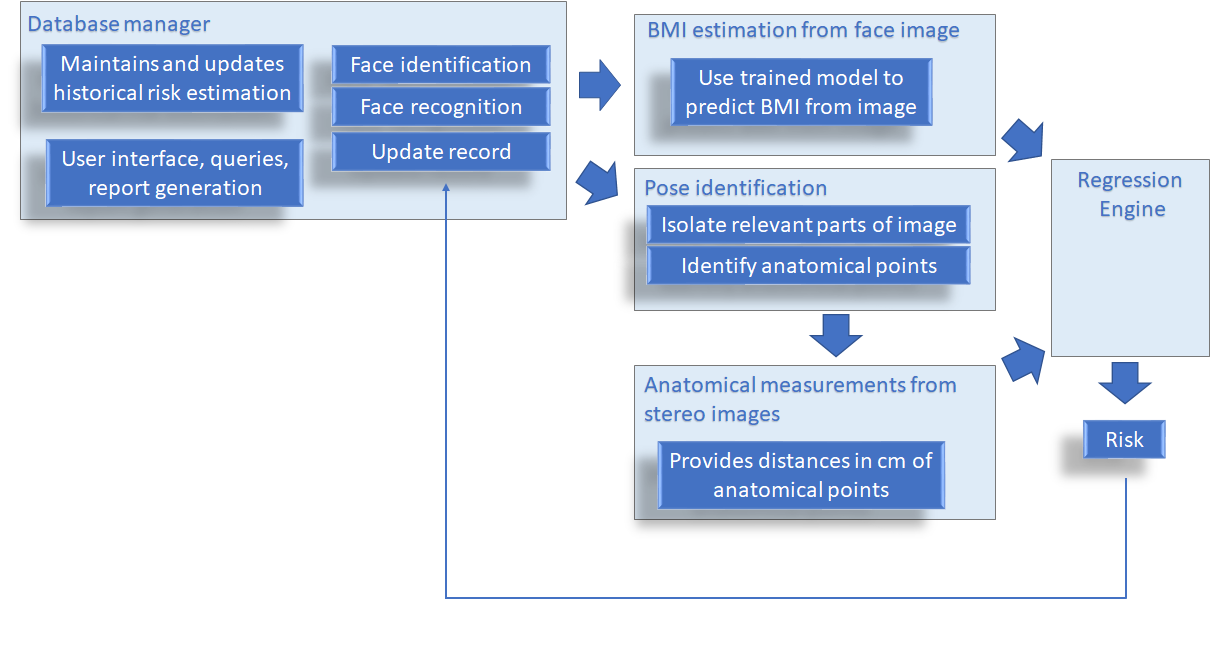 Database manager
Maintains and updates
historical risk estimation
User interface, queries,
report generation
Face identification
Face recognition
Update record
BMI estimation from face image
Use trained model to
predict BMI from image
Pose identification
Isolate relevant parts of image
Identify anatomical points
Anatomical measurements from
stereo images
Provides distances in cm of
anatomical points
Regression
Engine
Risk